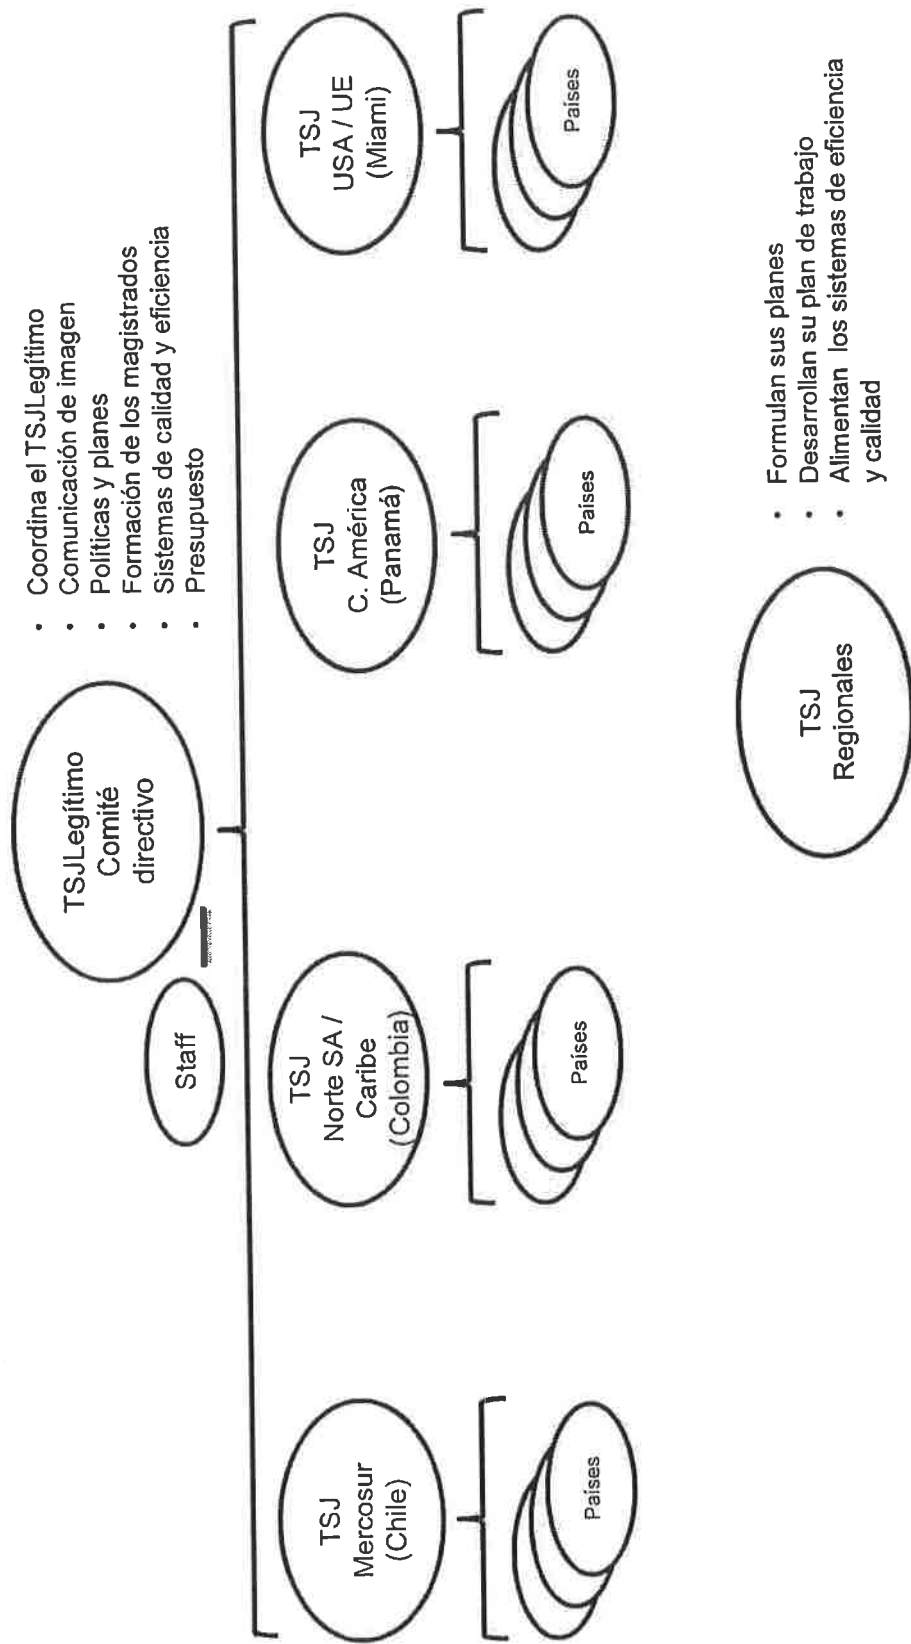 TSJLegítimo
Comité
directivo
• Coordina el TSJLegítimo
• Comunicación de imagen
• Políticas y planes
• Formación de los magistrados
• Sistemas de calidad y eficiencia
• Presupuesto
Staff
TSJ
Mercosur
(Chile)
TSJ
Norte SA /
Caribe
(Colombia)
TSJ
C. América
(Panamá)
TSJ
USA / UE
(Miami)
Países
Países
Países
Países
TSJ
Regionales
• Formulan sus planes
• Desarrollan su plan de trabajo
• Alimentan los sistemas de eficiencia
y calidad